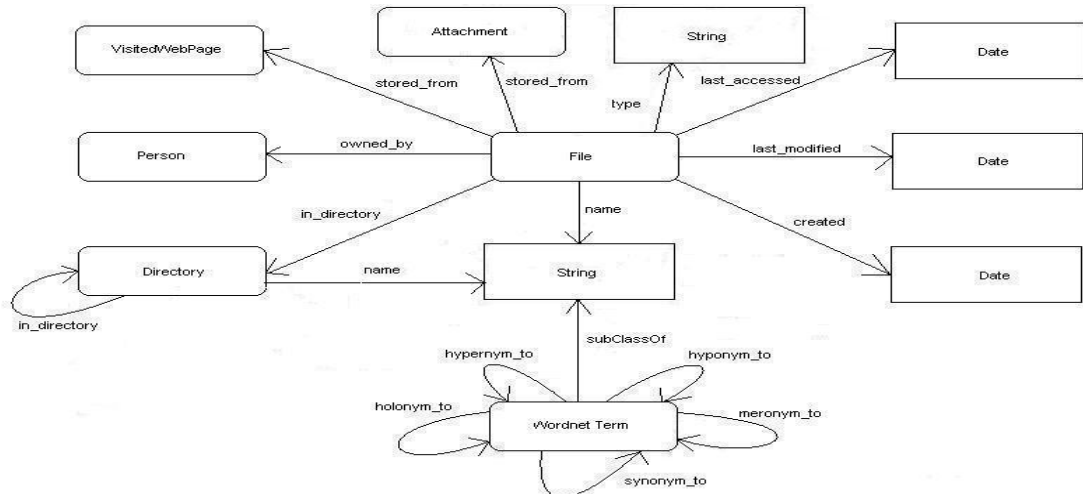 Attachment
String
VisitedWebPage
Date
stored_from
stored_from
last_accessed
type
Person
owned_by
File
last_modified
Date
in_directory
name
created
Directory
name
String
Date
in_directory
subClassOf
hypernym_to
hyponym_to
holonym_to
Wordnet Term
meronym_to
synonym_to